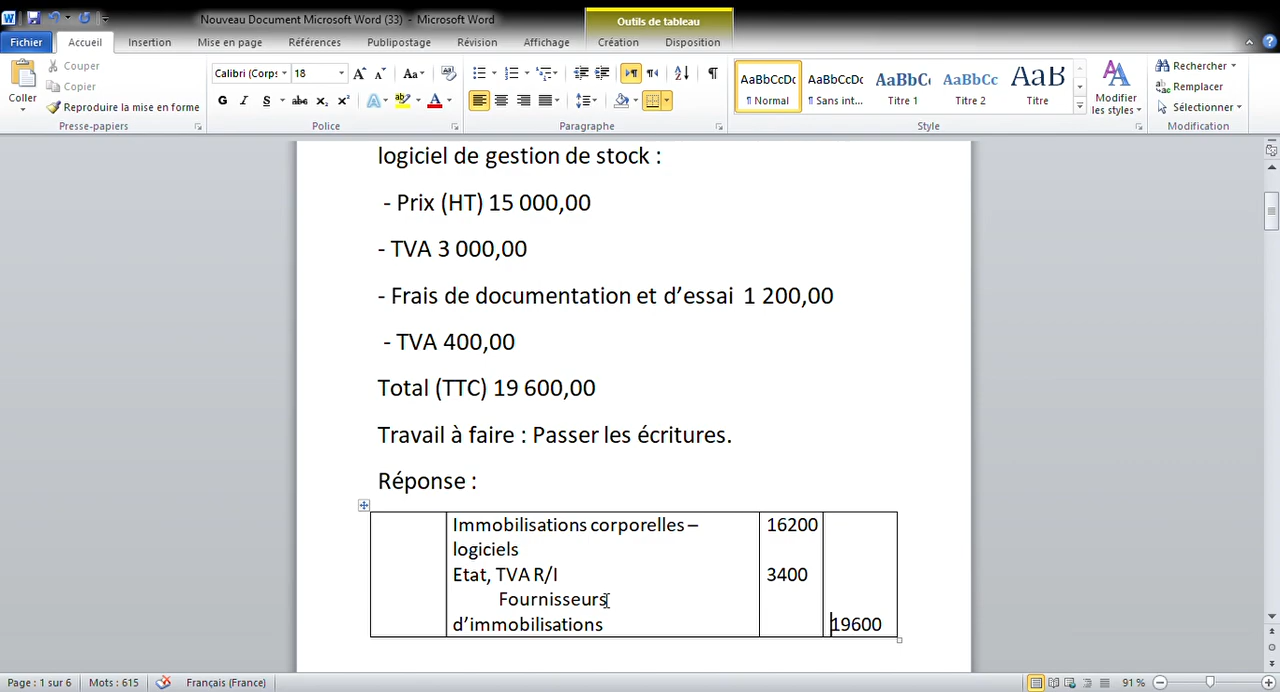 Nouveau Document Microsoft Word (33) - Microsoft Word
Outils de tableau
Fichier Accueil Insertion Mise en page Références Publipostage Révision Affichage Création Disposition
Coller
Couper
Copier
Reproduire la mise en forme
Presse-papiers
Calibri (Corps 18
Police
Paragraphe
AaBbCcDc AaBbCcDc AaBbC AaBbCc AaB
¶ Normal ¶ Sans int... Titre 1 Titre 2 Titre
Modifier
les styles
Style
Rechercher
Remplacer
Sélectionner
Modification
logiciel de gestion de stock :
- Prix (HT) 15 000,00
- TVA 3 000,00
- Frais de documentation et d’essai 1 200,00
- TVA 400,00
Total (TTC) 19 600,00
Travail à faire : Passer les écritures.
Réponse :
Immobilisations corporelles – 16200
logiciels
Etat, TVA R/I 3400
Fournisseurs
d’immobilisations 19600
Page : 1 sur 6 Mots : 615 Français (France) 91 %